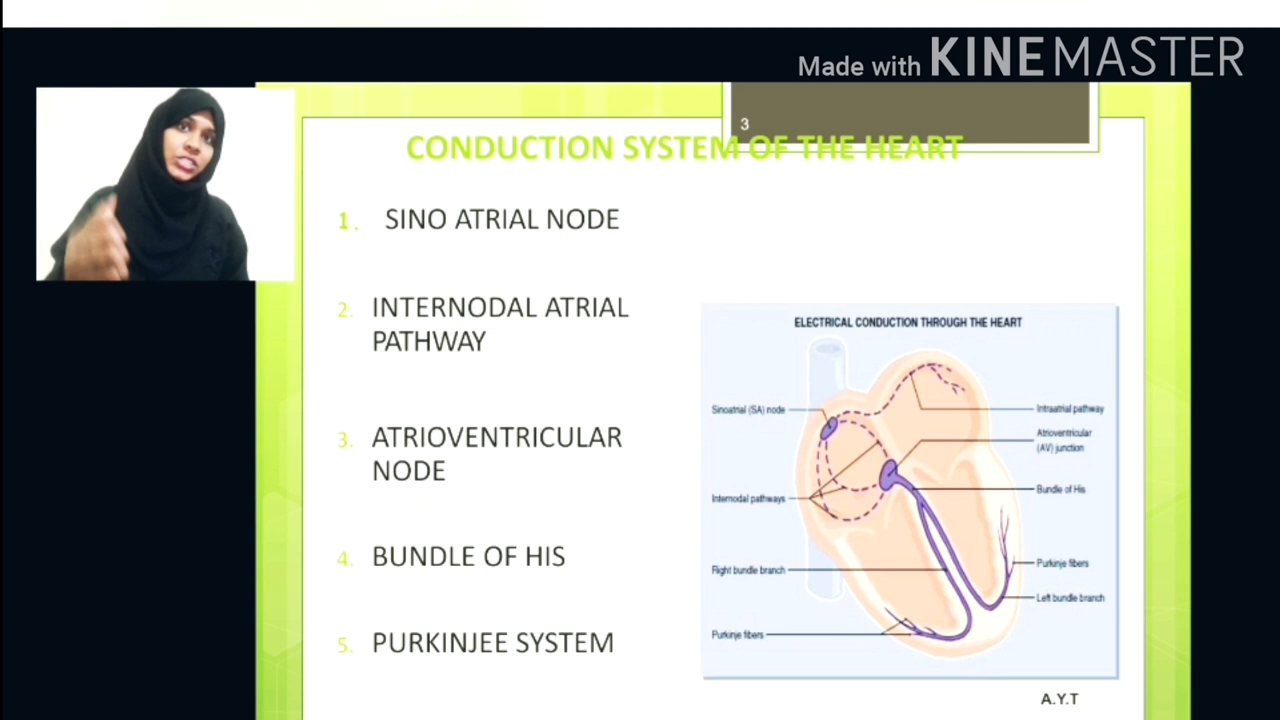 Made with KINEMASTER
3
CONDUCTION SYSTEM OF THE HEART
1. SINO ATRIAL NODE
2. INTERNODAL ATRIAL
PATHWAY
3. ATRIOVENTRICULAR
NODE
4. BUNDLE OF HIS
5. PURKINJEE SYSTEM
ELECTRICAL CONDUCTION THROUGH THE HEART
Sinoatrial (SA) node
Internodal pathways
Right bundle branch
Purkinje fibers
Intraatrial pathway
Atrioventricular
(AV) junction
Bundle of His
Purkinje fibers
Left bundle branch
A.Y.T